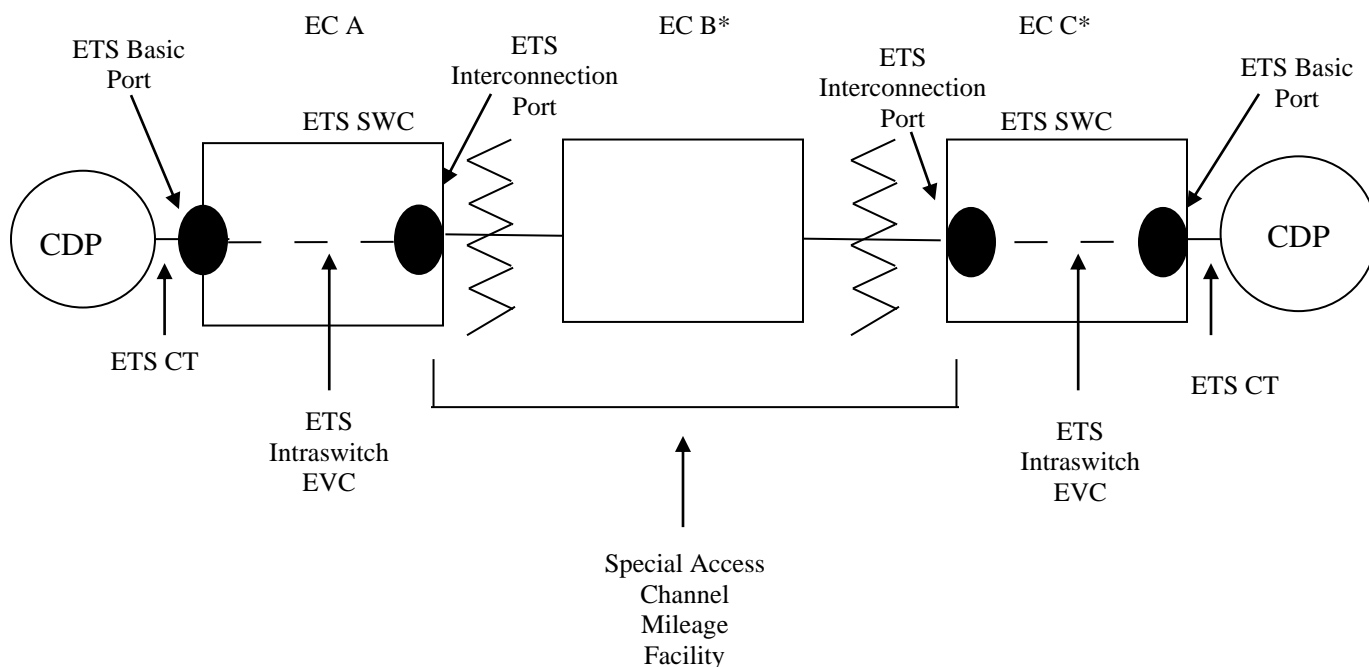 EC A
EC B*
EC C*
ETS Basic
Port
ETS
Interconnection
Port
ETS
Interconnection
Port
ETS Basic
Port
ETS SWC
ETS SWC
CDP
CDP
ETS CT
ETS CT
ETS
Intraswitch
EVC
ETS
Intraswitch
EVC
Special Access
Channel
Mileage
Facility